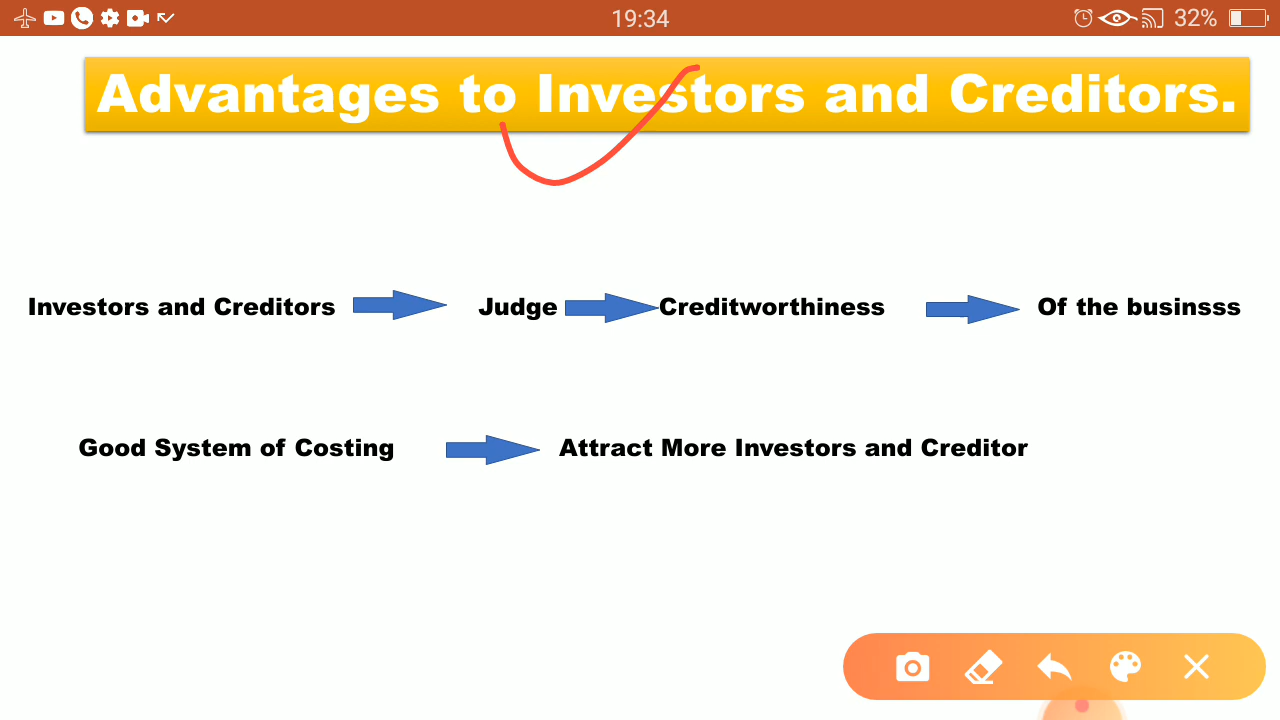 19:34
32%
Advantages to Investors and Creditors.
Investors and Creditors Judge Creditworthiness Of the businsss
Good System of Costing Attract More Investors and Creditor